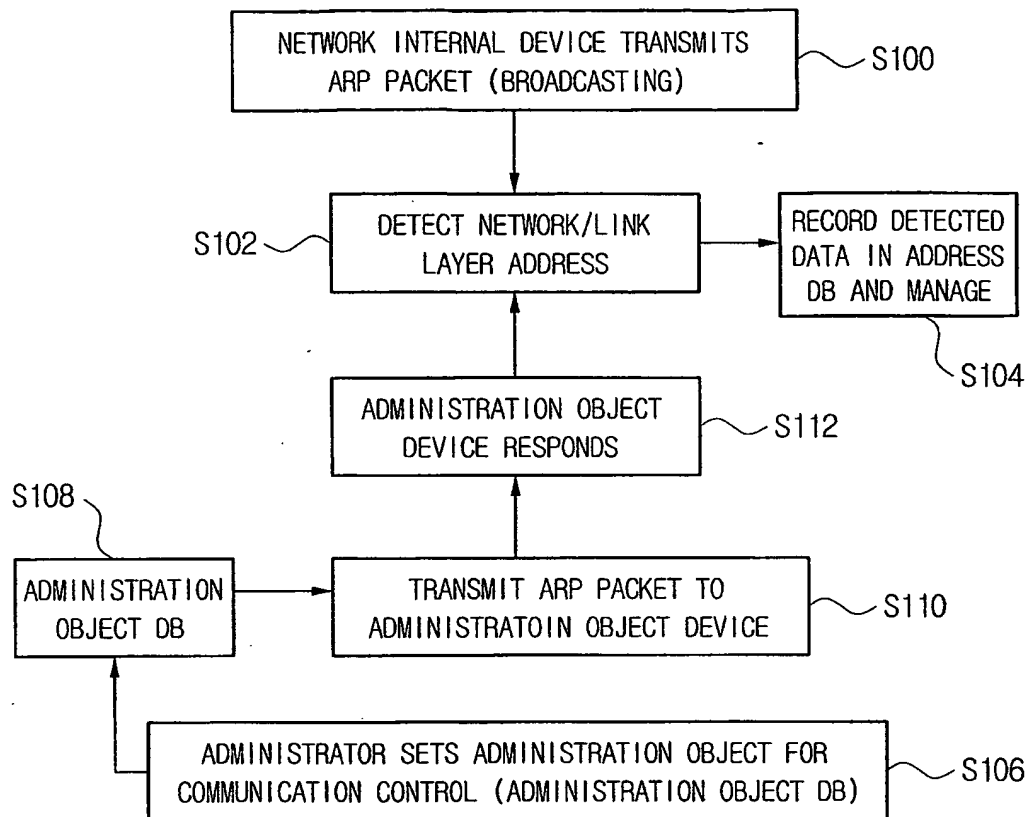 NETWORK INTERNAL DEVICE TRANSMITS
ARP PACKET (BROADCASTING)
S100
DETECT NETWORK/LINK
LAYER ADDRESS
S102
RECORD DETECTED
DATA IN ADDRESS
DB AND MANAGE
S104
ADMINISTRATION OBJECT
DEVICE RESPONDS
S112
S108
ADMINISTRATION
OBJECT DB
TRANSMIT ARP PACKET TO
ADMINISTRATOIN OBJECT DEVICE
S110
ADMINISTRATOR SETS ADMINISTRATION OBJECT FOR
COMMUNICATION CONTROL (ADMINISTRATION OBJECT DB)
S106